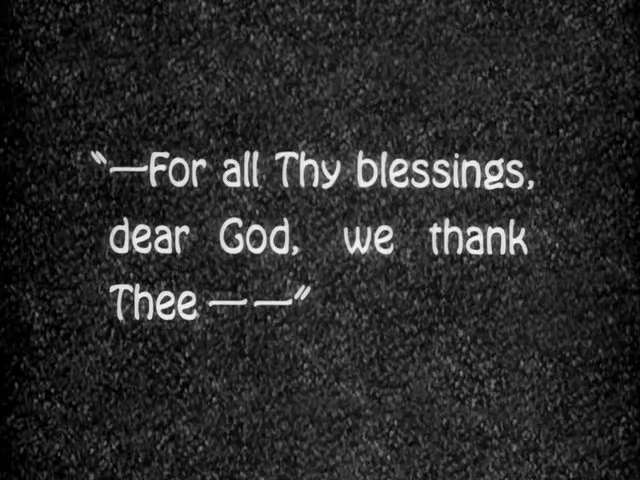 "—For all Thy blessings,
dear God, we thank
Thee ——"